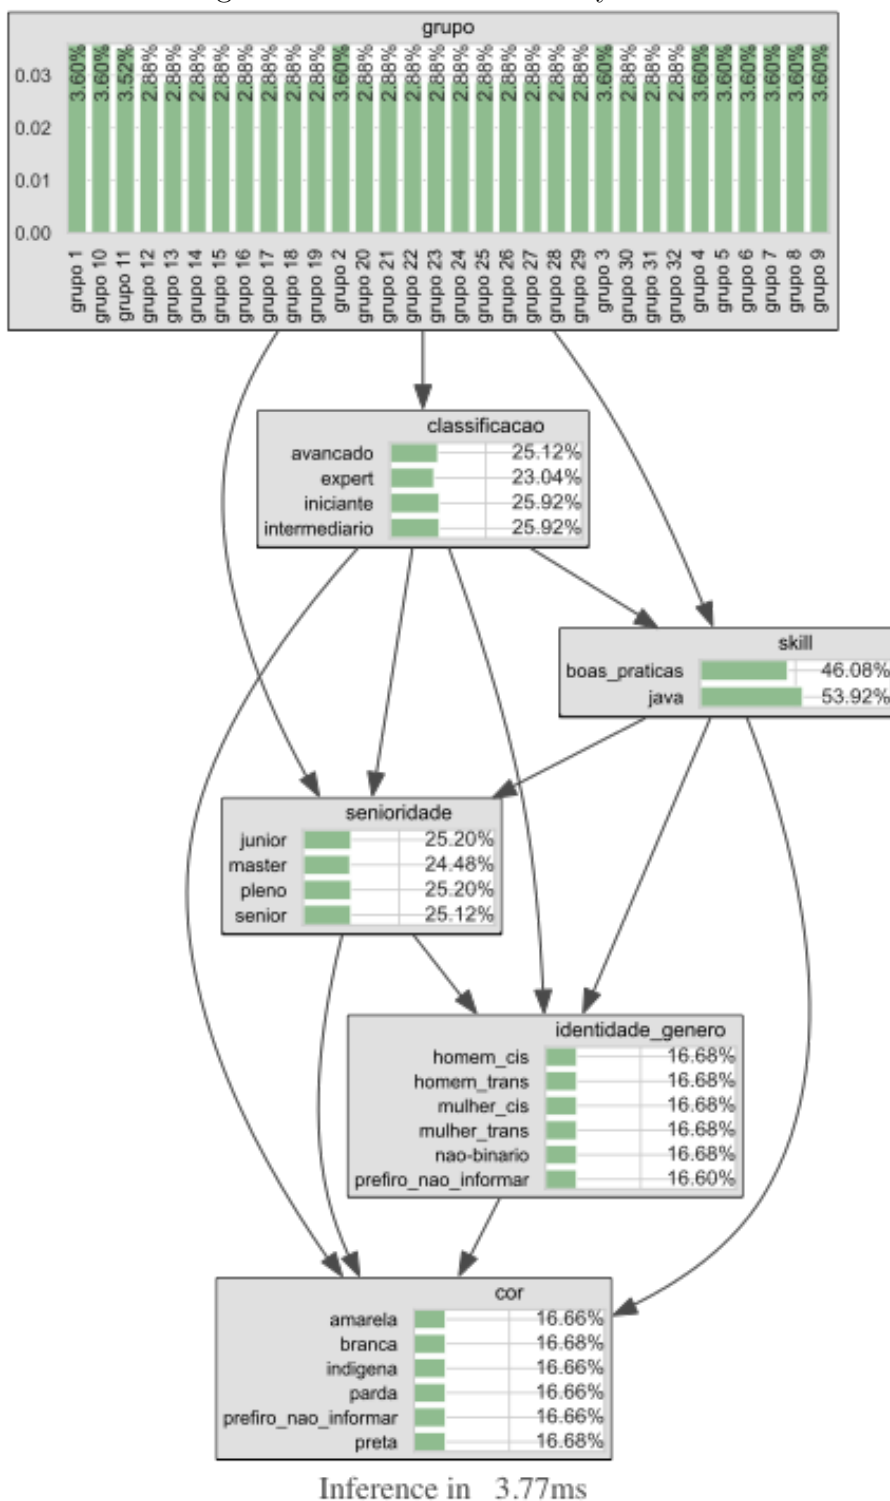 grupo
3.60% 3.60% 3.52% 2.88% 2.88% 2.88% 2.88% 2.88% 2.88% 2.88% 2.88% 3.60% 2.88% 2.88% 2.88% 2.88% 2.88% 2.88% 2.88% 2.88% 2.88% 2.88% 3.60% 2.88% 2.88% 2.88% 3.60% 3.60% 3.60% 3.60% 3.60% 3.60%
0.03
0.02
0.01
0.00
grupo 1 grupo 10 grupo 11 grupo 12 grupo 13 grupo 14 grupo 15 grupo 16 grupo 17 grupo 18 grupo 19 grupo 2 grupo 20 grupo 21 grupo 22 grupo 23 grupo 24 grupo 25 grupo 26 grupo 27 grupo 28 grupo 29 grupo 3 grupo 30 grupo 31 grupo 32 grupo 4 grupo 5 grupo 6 grupo 7 grupo 8 grupo 9
classificacao
avancado 25.12%
expert 23.04%
iniciante 25.92%
intermediario 25.92%
skill
boas_praticas 46.08%
java 53.92%
senioridade
junior 25.20%
master 24.48%
pleno 25.20%
senior 25.12%
identidade_genero
homem_cis 16.68%
homem_trans 16.68%
mulher_cis 16.68%
mulher_trans 16.68%
nao-binario 16.68%
prefiro_nao_informar 16.60%
cor
amarela 16.66%
branca 16.68%
indigena 16.66%
parda 16.66%
prefiro_nao_informar 16.66%
preta 16.68%
Inference in 3.77ms